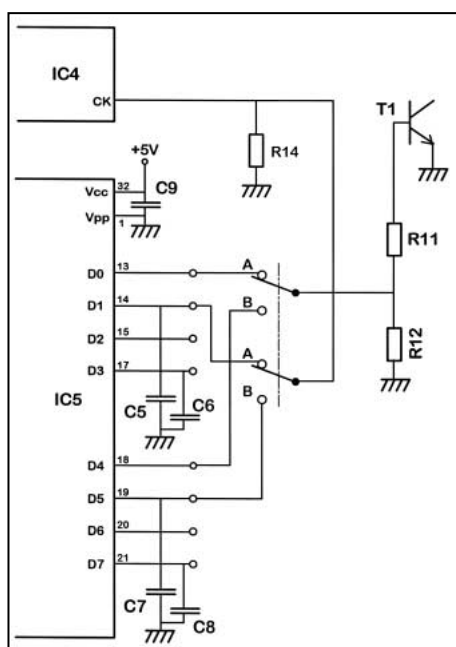 IC4
CK
T1
R14
+5V
Vcc
32
C9
Vpp
1
R11
D0
13
A
D1
14
B
R12
D2
15
A
D3
17
B
C5
C6
IC5
D4
18
D5
19
D6
20
D7
21
C7
C8